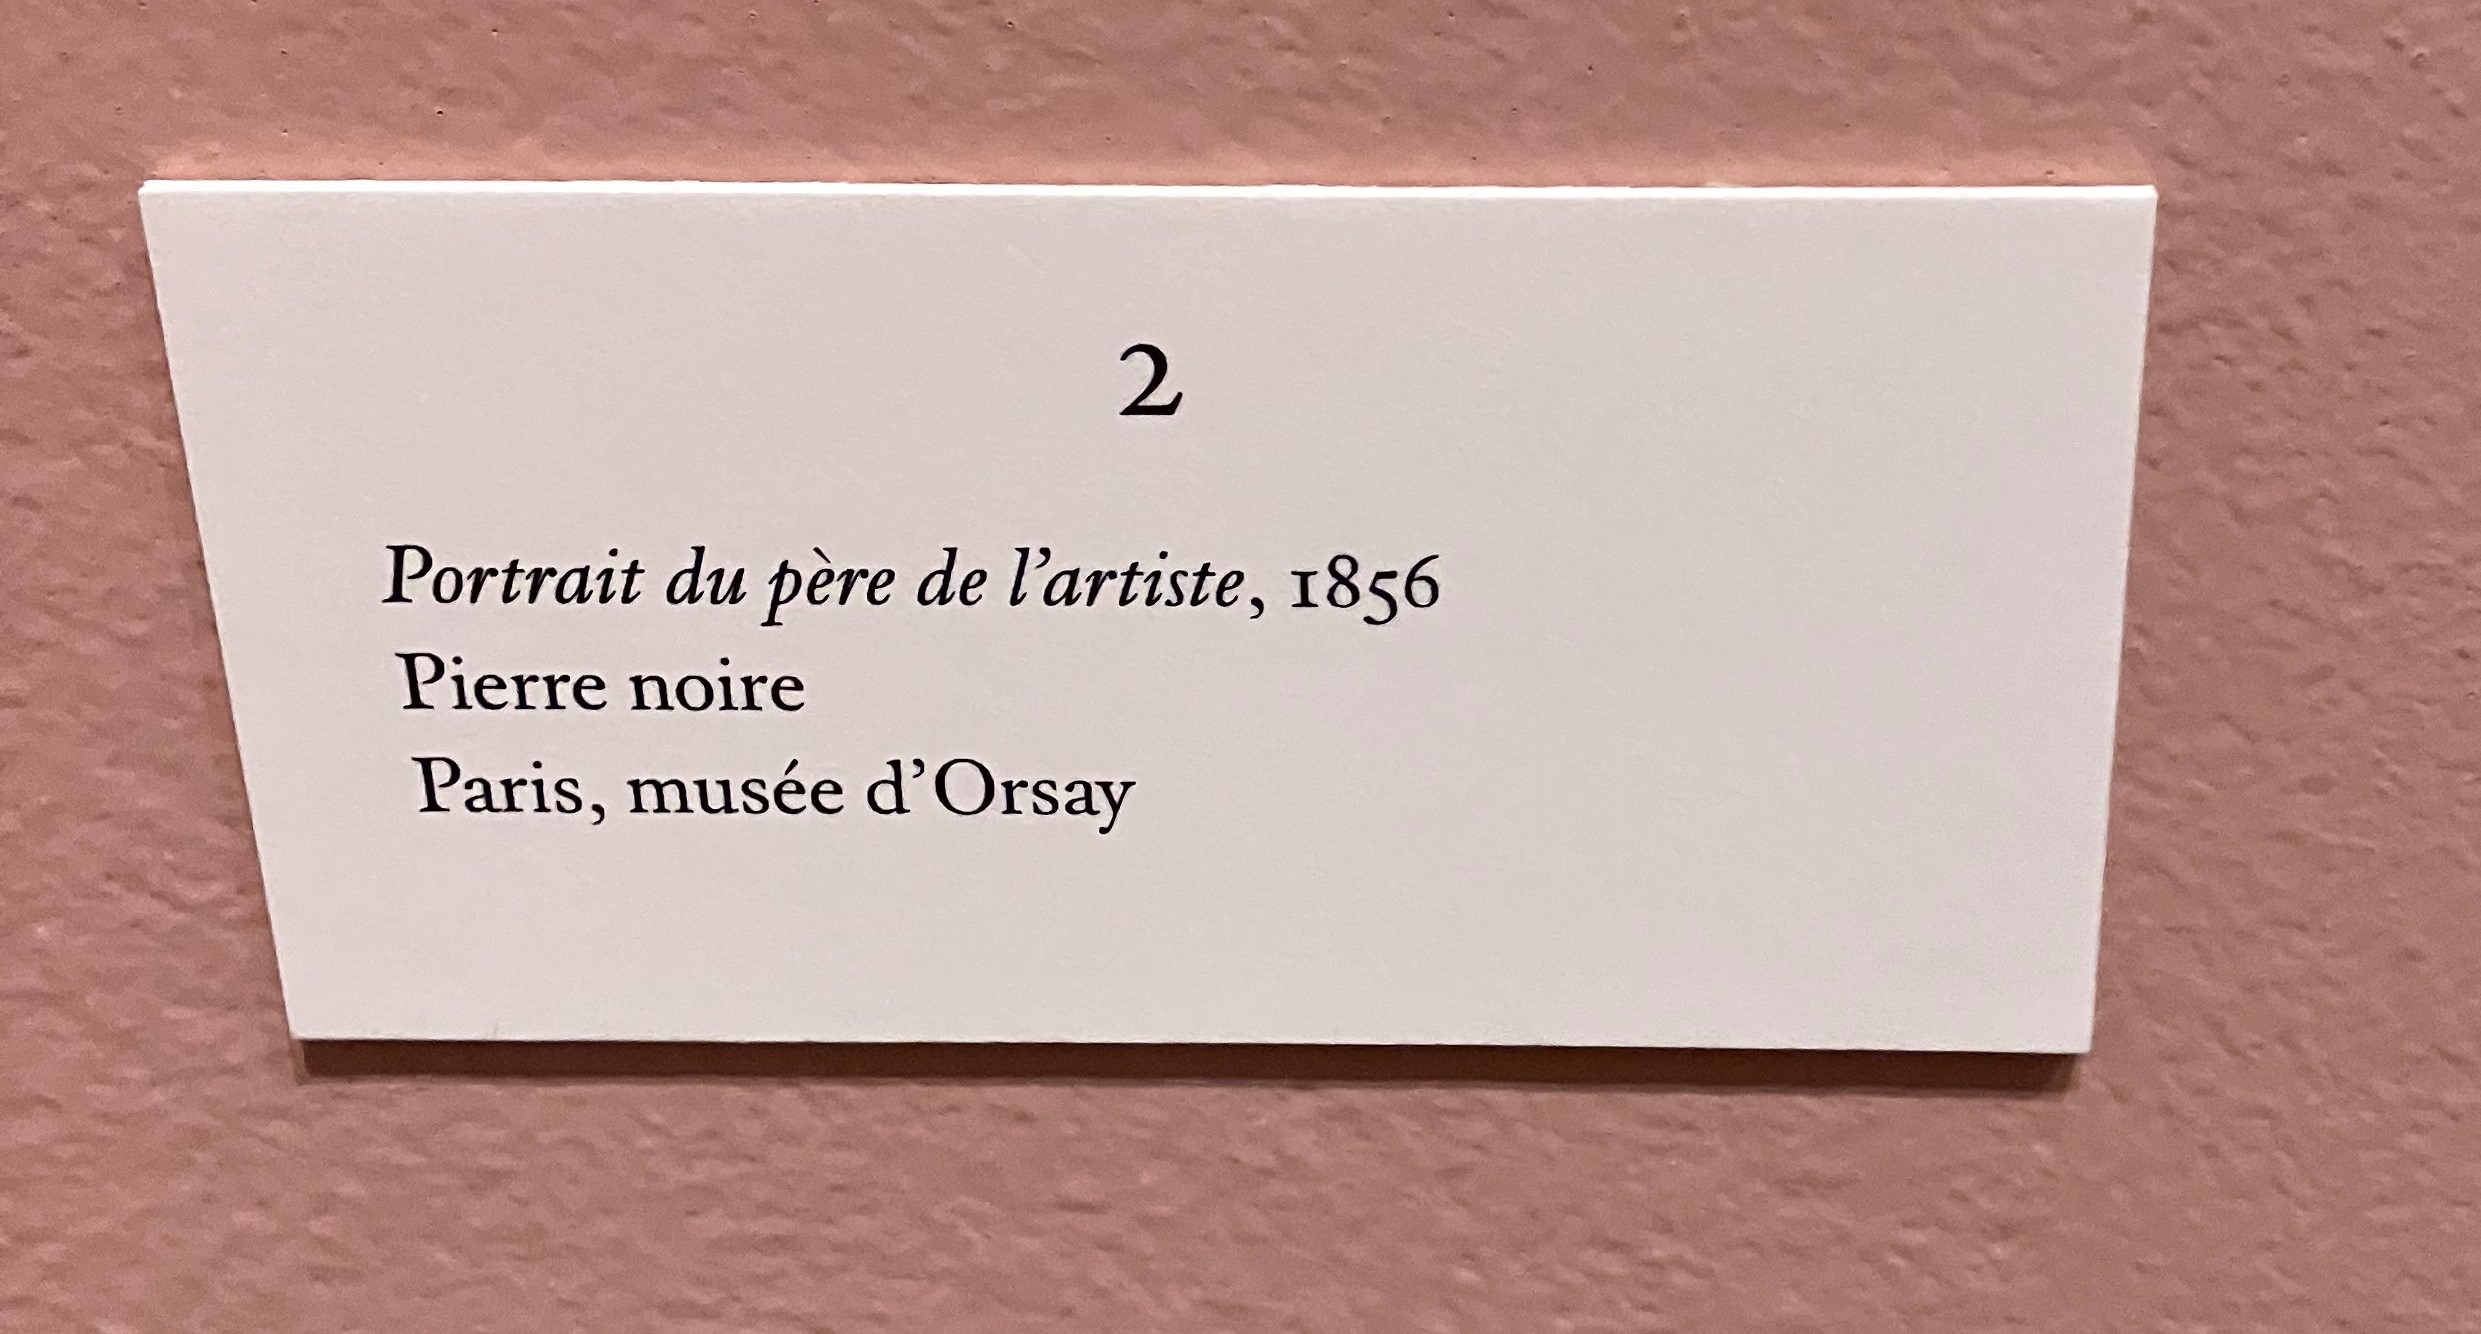 2
Portrait du père de l’artiste, 1856
Pierre noire
Paris, musée d’Orsay